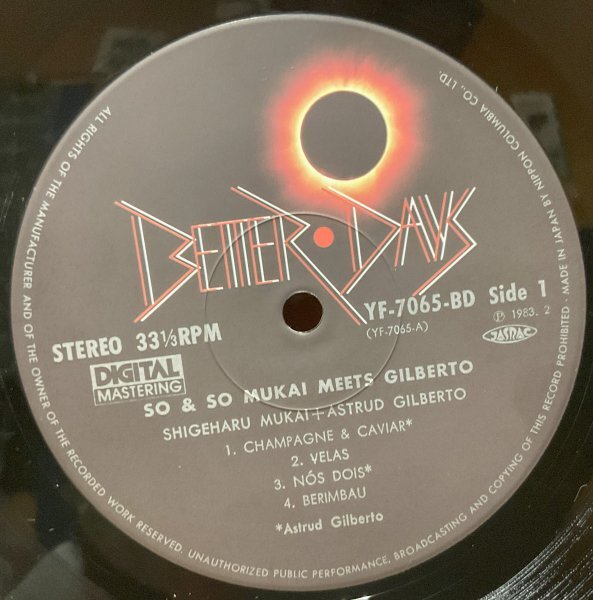 BETTER • DAYS
YF-7065-BD Side 1
(YF-7065-A)
℗ 1983. 2
JASRAC
STEREO 33⅓RPM
DIGITAL
MASTERING
SO & SO MUKAI MEETS GILBERTO
SHIGEHARU MUKAI+ASTRUD GILBERTO
1. CHAMPAGNE & CAVIAR*
2. VELAS
3. NÓS DOIS*
4. BERIMBAU
*Astrud Gilberto
ALL RIGHTS OF THE MANUFACTURER AND OF THE OWNER OF THE RECORDED WORK RESERVED. UNAUTHORIZED PUBLIC PERFORMANCE, BROADCASTING AND COPYING OF THIS RECORD PROHIBITED · MADE IN JAPAN BY NIPPON COLUMBIA CO., LTD.